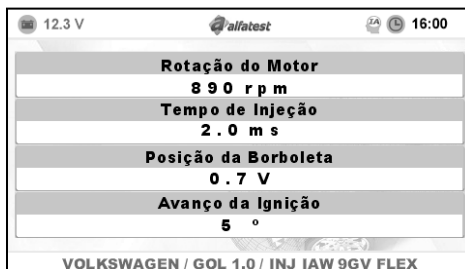 12.3 V alfatest IA 16:00
Rotação do Motor
890 rpm
Tempo de Injeção
2.0 ms
Posição da Borboleta
0.7 V
Avanço da Ignição
5 º
VOLKSWAGEN / GOL 1.0 / INJ IAW 9GV FLEX